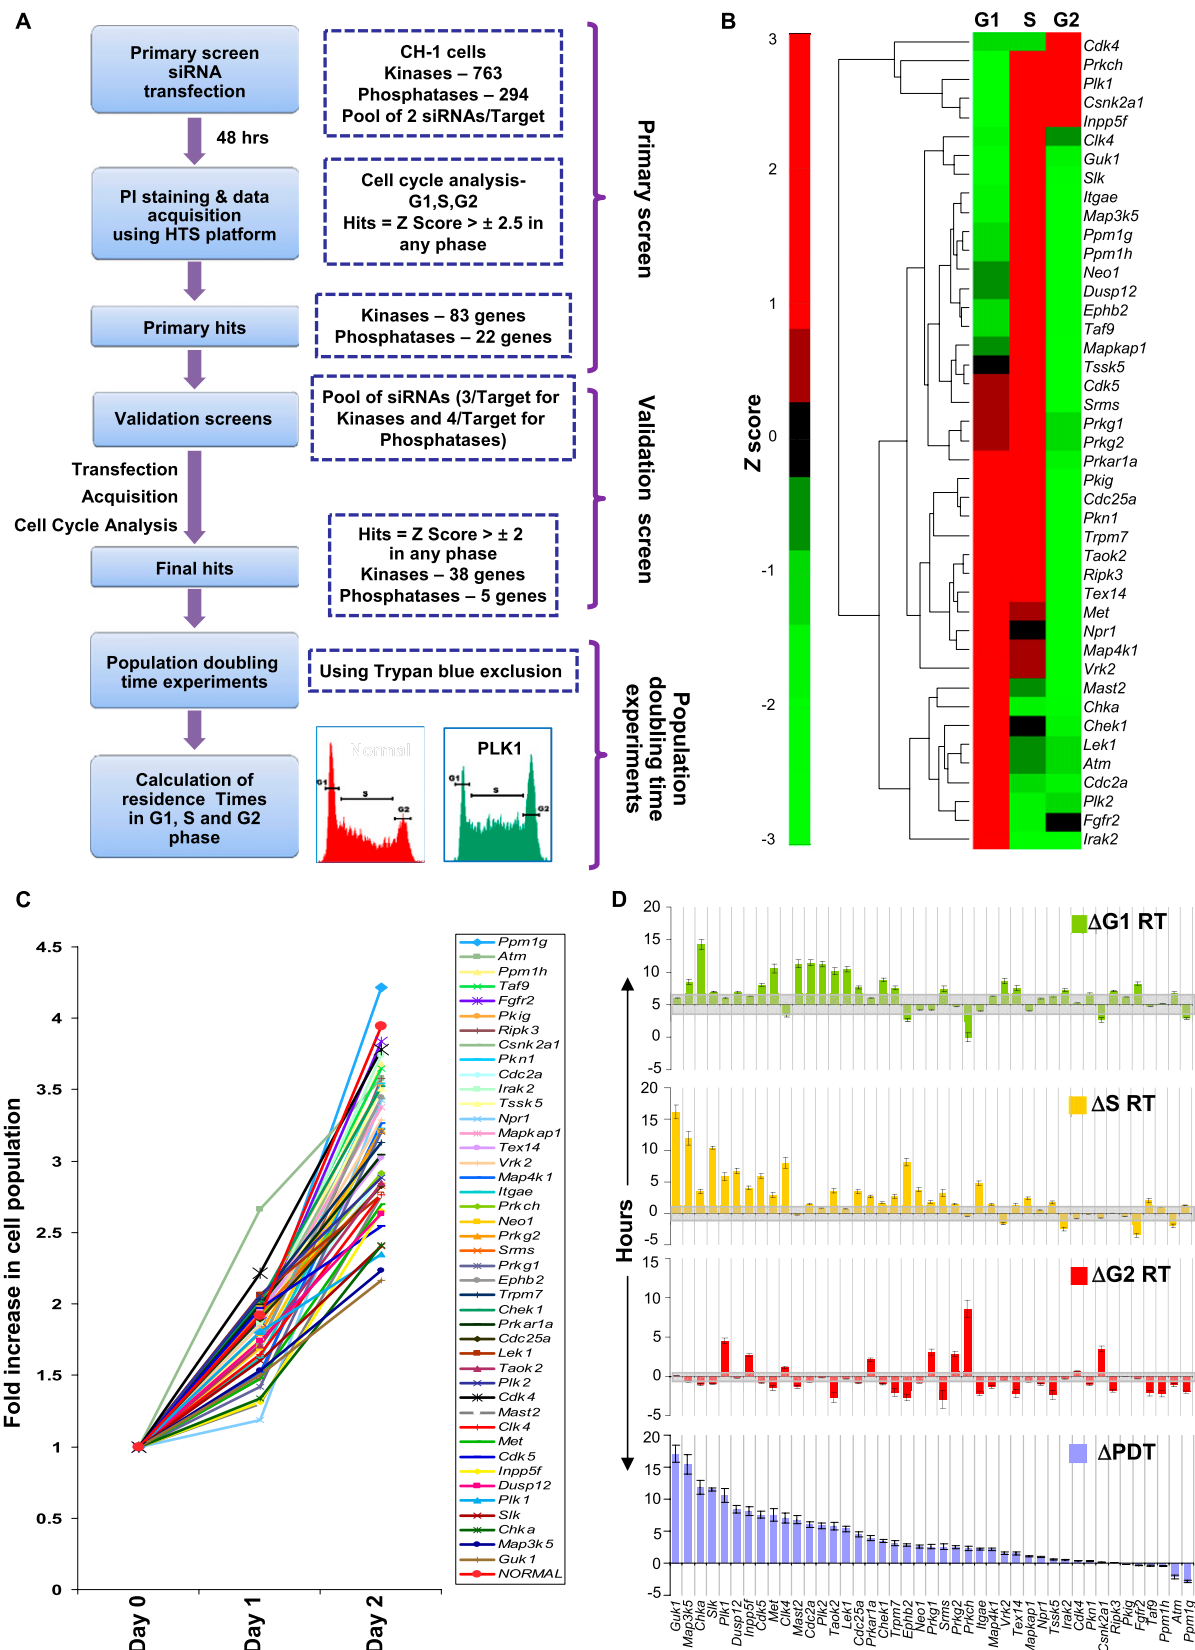 A
Primary screen
siRNA
transfection
CH-1 cells
Kinases – 763
Phosphatases – 294
Pool of 2 siRNAs/Target
48 hrs
PI staining & data
acquisition
using HTS platform
Cell cycle analysis-
G1,S,G2
Hits = Z Score > ± 2.5 in
any phase
Primary hits
Kinases – 83 genes
Phosphatases – 22 genes
Primary screen
Validation screens
Pool of siRNAs (3/Target for
Kinases and 4/Target for
Phosphatases)
Transfection
Acquisition
Cell Cycle Analysis
Final hits
Hits = Z Score > ± 2
in any phase
Kinases – 38 genes
Phosphatases – 5 genes
Validation screen
Population doubling
time experiments
Using Trypan blue exclusion
Calculation of
residence Times
in G1, S and G2
phase
Normal
G1
S
G2
PLK1
G1
S
G2
Population
doubling time
experiments
B
G1 S G2
3
2
1
0
-1
-2
-3
Z score
Cdk4
Prkch
Plk1
Csnk2a1
Inpp5f
Clk4
Guk1
Slk
Itgae
Map3k5
Ppm1g
Ppm1h
Neo1
Dusp12
Ephb2
Taf9
Mapkap1
Tssk5
Cdk5
Srms
Prkg1
Prkg2
Prkar1a
Pkig
Cdc25a
Pkn1
Trpm7
Taok2
Ripk3
Tex14
Met
Npr1
Map4k1
Vrk2
Mast2
Chka
Chek1
Lek1
Atm
Cdc2a
Plk2
Fgfr2
Irak2
C
Fold increase in cell population
4.5
4
3.5
3
2.5
2
1.5
1
0.5
0
Day 0
Day 1
Day 2
Ppm1g
Atm
Ppm1h
Taf9
Fgfr2
Pkig
Ripk3
Csnk2a1
Pkn1
Cdc2a
Irak2
Tssk5
Npr1
Mapkap1
Tex14
Vrk2
Map4k1
Itgae
Prkch
Neo1
Prkg2
Srms
Prkg1
Ephb2
Trpm7
Chek1
Prkar1a
Cdc25a
Lek1
Taok2
Plk2
Cdk4
Mast2
Clk4
Met
Cdk5
Inpp5f
Dusp12
Plk1
Slk
Chka
Map3k5
Guk1
NORMAL
D
Hours
20
15
10
5
0
-5
ΔG1 RT
20
15
10
5
0
-5
ΔS RT
15
10
5
0
-5
ΔG2 RT
20
15
10
5
0
-5
ΔPDT
Guk1
Map3k5
Chka
Slk
Plk1
Dusp12
Inpp5f
Cdk5
Met
Clk4
Mast2
Cdc2a
Plk2
Taok2
Lek1
Cdc25a
Prkar1a
Chek1
Trpm7
Ephb2
Neo1
Prkg1
Srms
Prkg2
Prkch
Itgae
Map4k1
Vrk2
Tex14
Mapkap1
Npr1
Tssk5
Irak2
Cdk4
Pkn1
Csnk2a1
Ripk3
Pkig
Fgfr2
Taf9
Ppm1h
Atm
Ppm1g